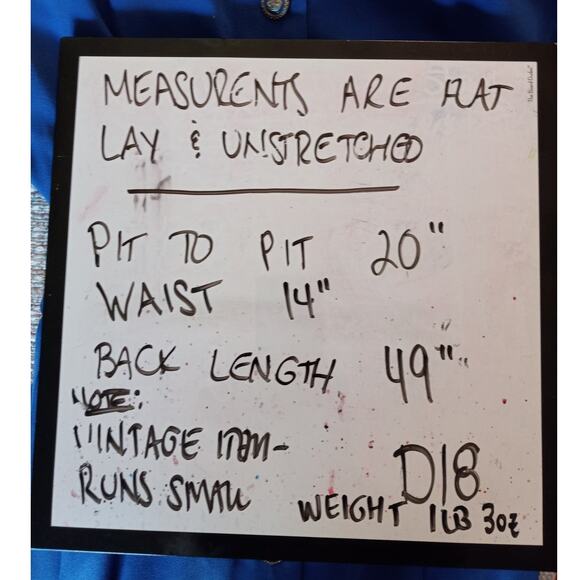 MEASURENTS ARE FLAT
LAY & UNSTRETCHED
PIT TO PIT 20"
WAIST 14"
BACK LENGTH 49"
NOTE:
VINTAGE ITEM-
RUNS SMALL
D18
WEIGHT 1LB 3oz